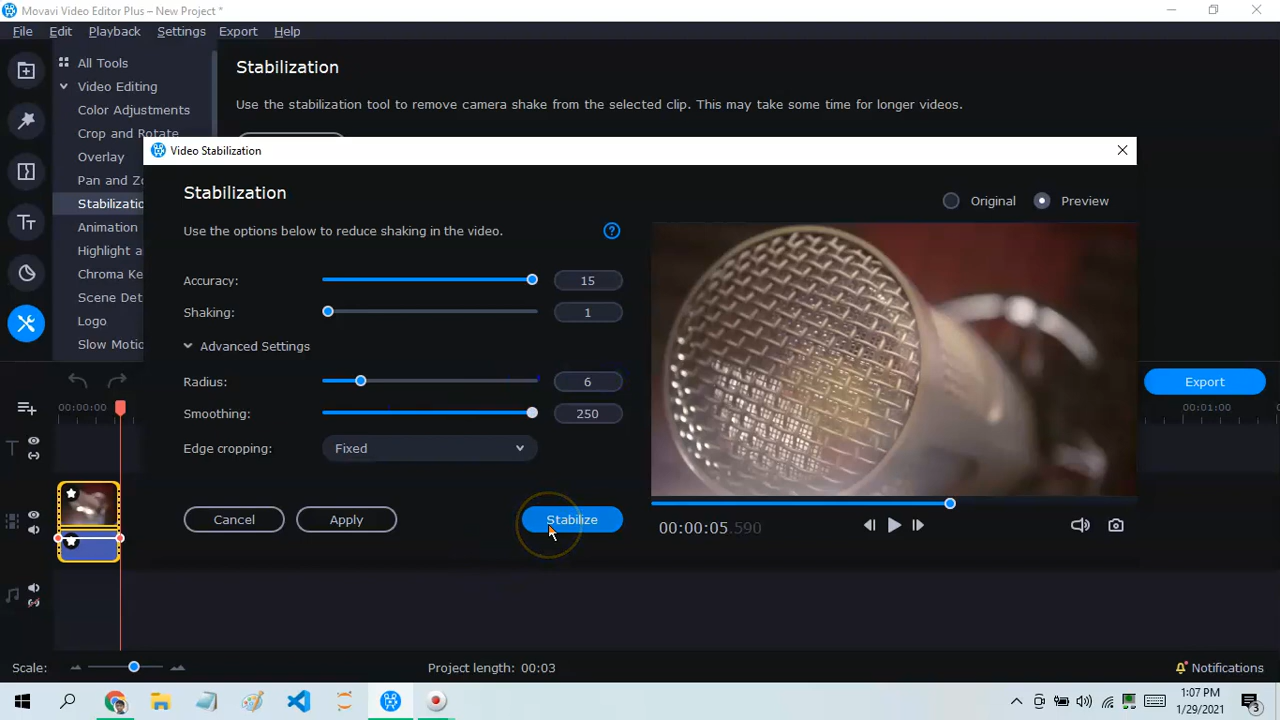 Movavi Video Editor Plus – New Project *
File Edit Playback Settings Export Help
All Tools
Video Editing
Color Adjustments
Crop and Rotate
Overlay
Pan and Zo
Stabilizatio
Animation
Highlight a
Chroma Ke
Scene Det
Logo
Slow Motio
Stabilization
Use the stabilization tool to remove camera shake from the selected clip. This may take some time for longer videos.
Video Stabilization
Stabilization
Original Preview
Use the options below to reduce shaking in the video. ?
Accuracy: 15
Shaking: 1
Advanced Settings
Radius: 6
Smoothing: 250
Edge cropping: Fixed
Cancel Apply Stabilize
00:00:05.590
Export
00:00:00
00:01:00
Tт
T
Scale:
Project length: 00:03
Notifications
1:07 PM
1/29/2021
3